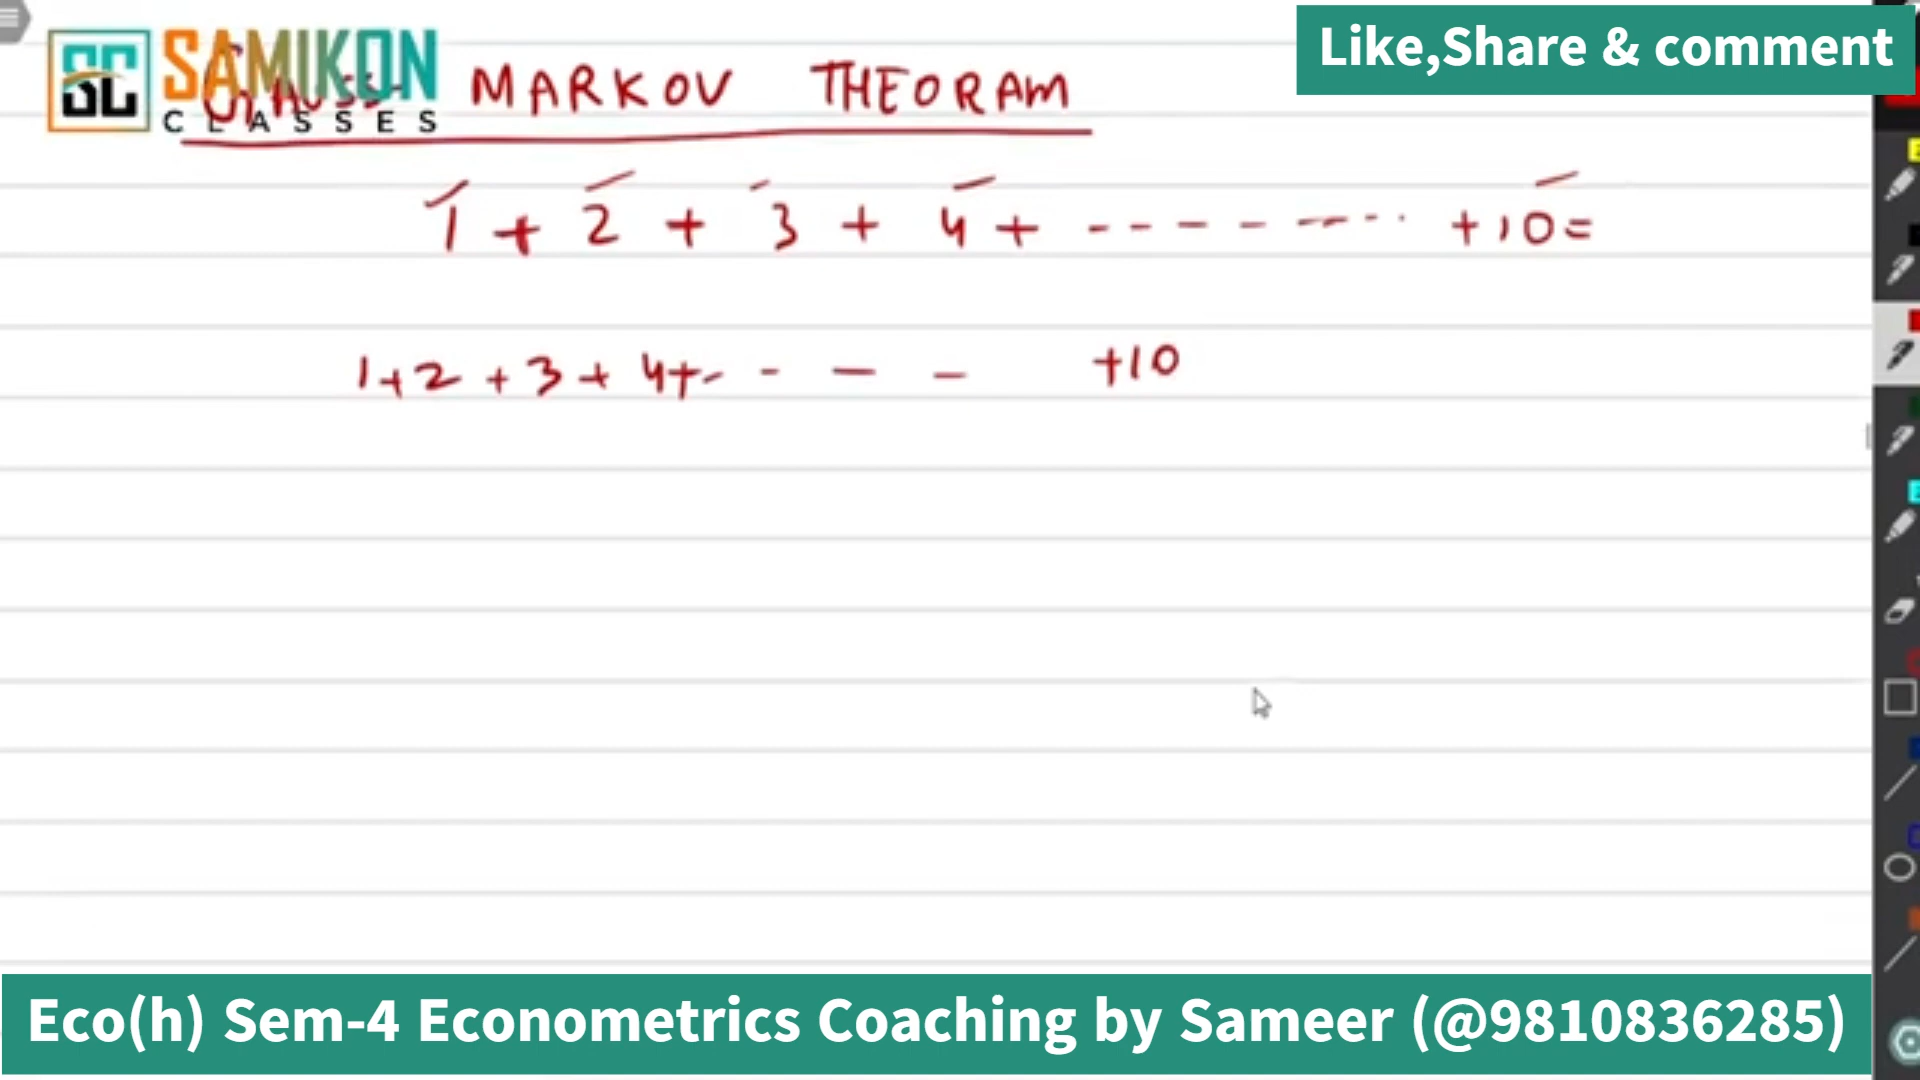 SAMIKON
CLASSES
GAUSS- MARKOV THEORAM
Like,Share & comment
1 + 2 + 3 + 4 + ---- --- +10=
1+2 +3+ 4+- - - - +10
Eco(h) Sem-4 Econometrics Coaching by Sameer (@9810836285)